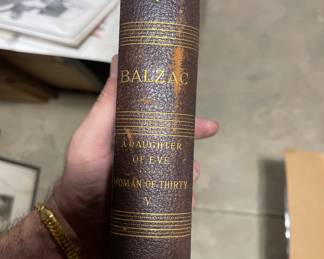 BALZAC
A DAUGHTER
OF EVE
WOMAN OF THIRTY
V